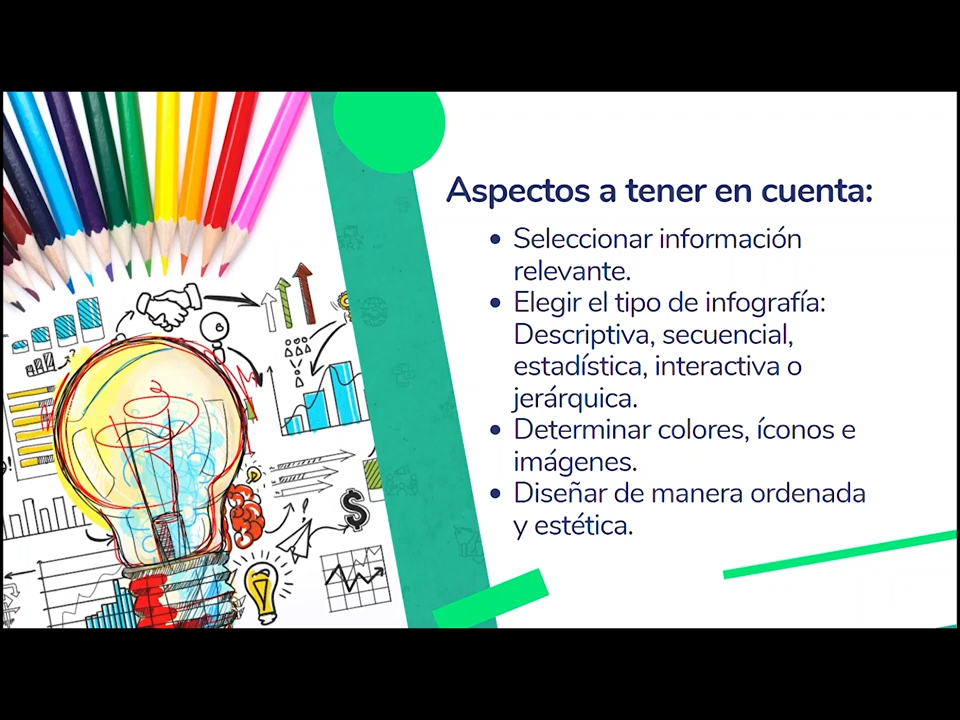 Aspectos a tener en cuenta:
• Seleccionar información
relevante.
• Elegir el tipo de infografía:
Descriptiva, secuencial,
estadística, interactiva o
jerárquica.
• Determinar colores, íconos e
imágenes.
• Diseñar de manera ordenada
y estética.
$